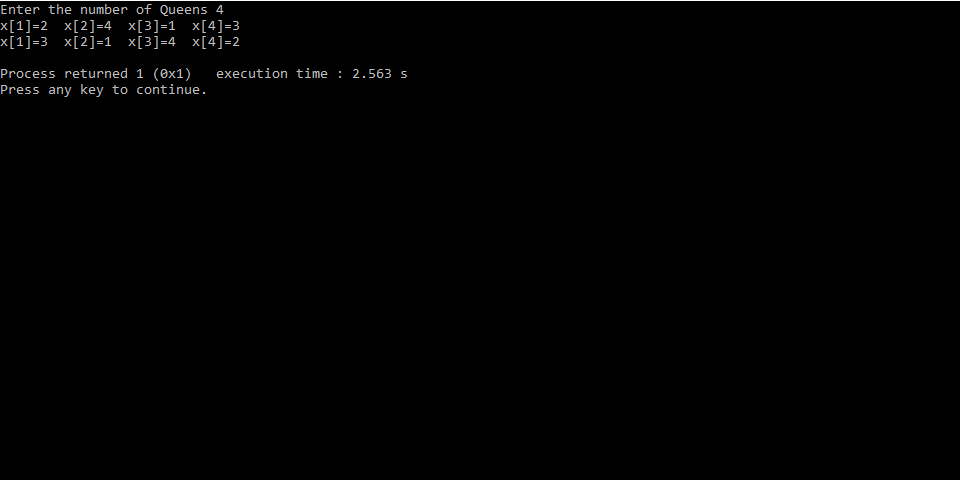 Enter the number of Queens 4
x[1]=2  x[2]=4  x[3]=1  x[4]=3
x[1]=3  x[2]=1  x[3]=4  x[4]=2
Process returned 1 (0x1)   execution time : 2.563 s
Press any key to continue.